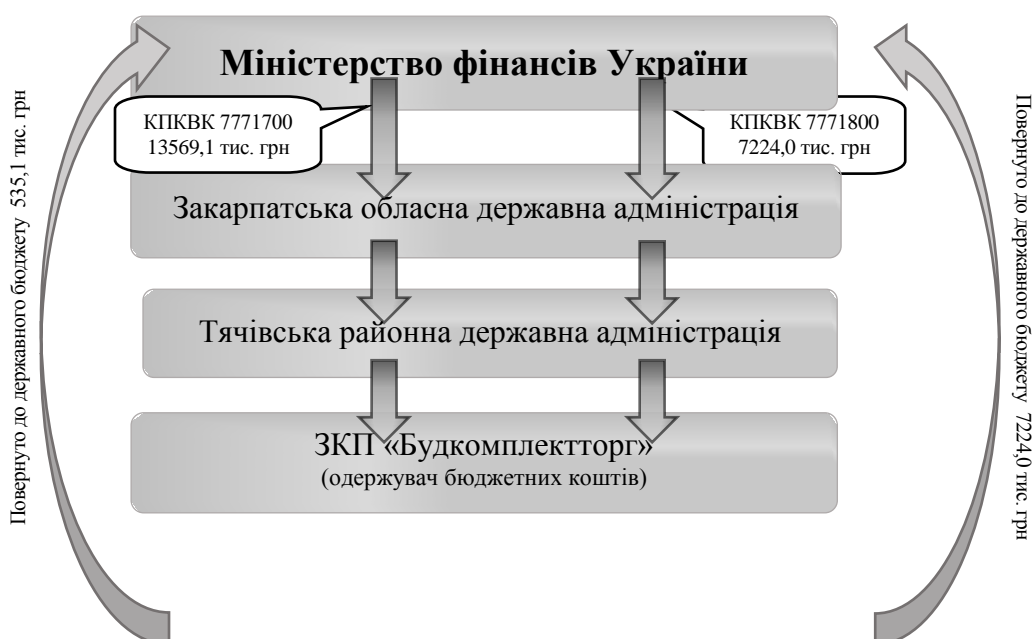 Міністерство фінансів України
КПКВК 7771700
13569,1 тис. грн
КПКВК 7771800
7224,0 тис. грн
Закарпатська обласна державна адміністрація
Тячівська районна державна адміністрація
ЗКП «Будкомплектторг»
(одержувач бюджетних коштів)
Повернуто до державного бюджету 535,1 тис. грн
Повернуто до державного бюджету 7224,0 тис. грн